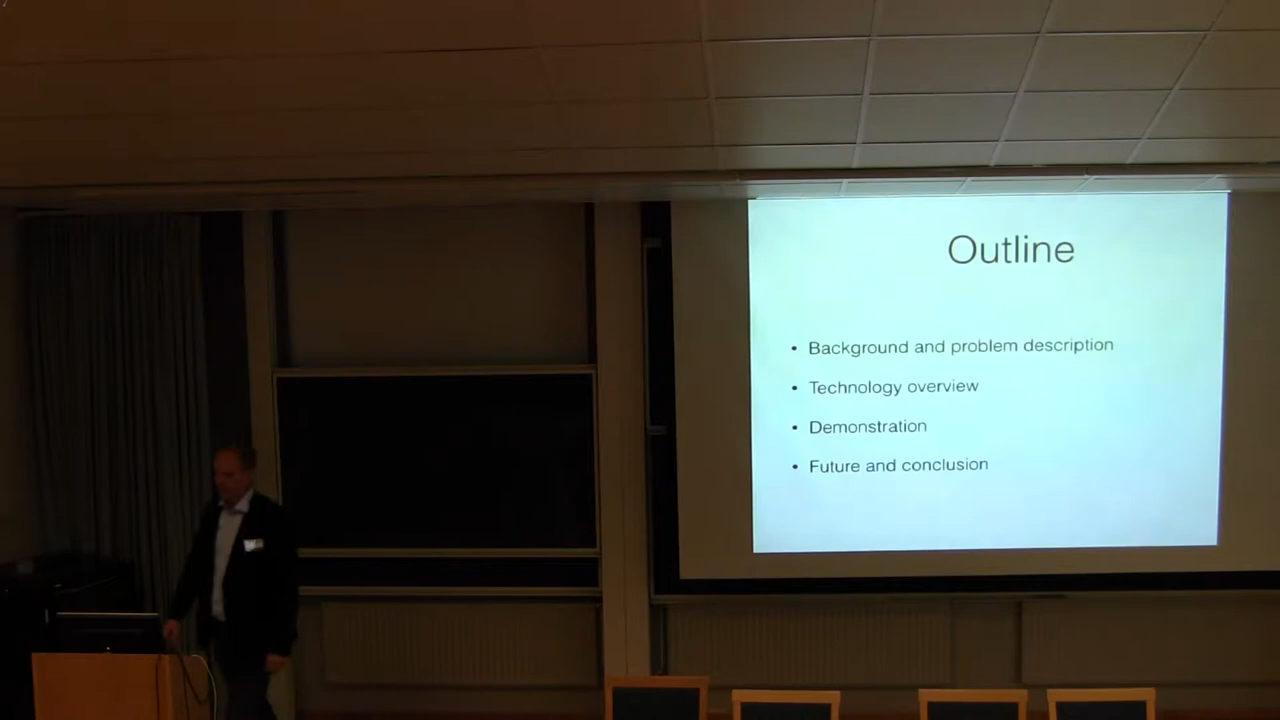 Outline
• Background and problem description
• Technology overview
• Demonstration
• Future and conclusion